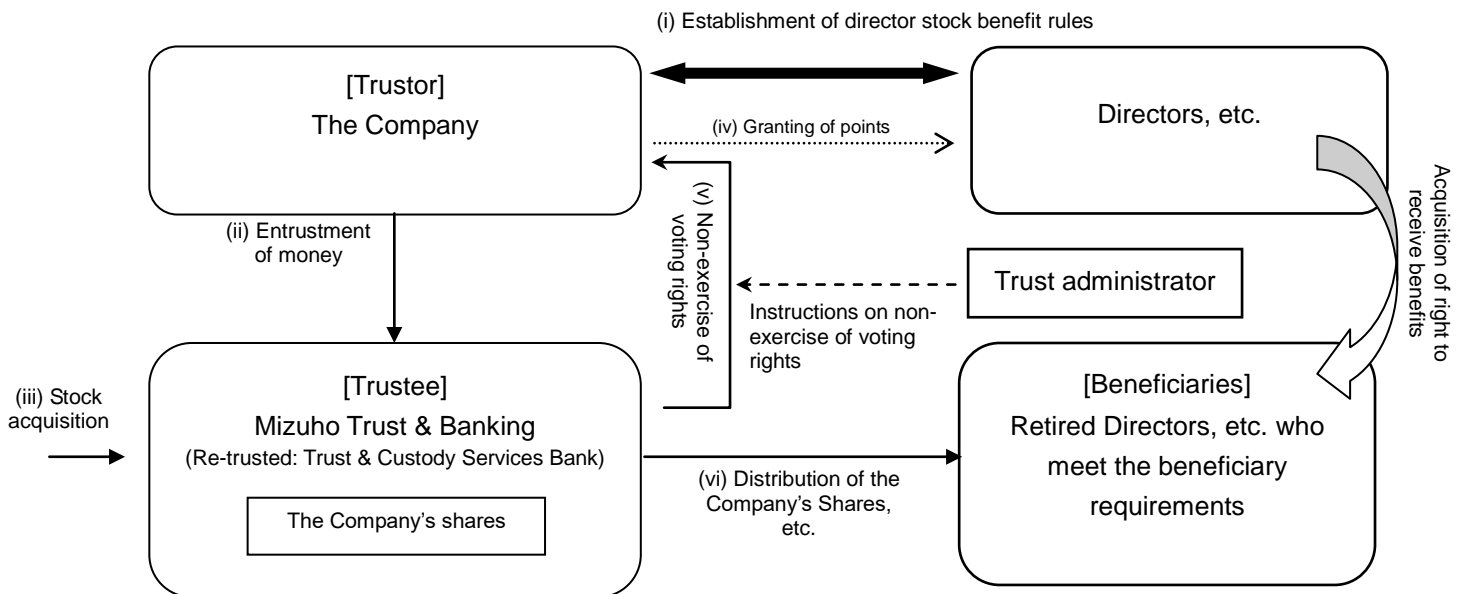 (i) Establishment of director stock benefit rules
[Trustor]
The Company
(iv) Granting of points
Directors, etc.
(ii) Entrustment
of money
(v) Non-exercise of
voting rights
Instructions on non-
exercise of voting
rights
Trust administrator
Acquisition of right to
receive benefits
(iii) Stock
acquisition
[Trustee]
Mizuho Trust & Banking
(Re-trusted: Trust & Custody Services Bank)
The Company's shares
(vi) Distribution of the
Company's Shares,
etc.
[Beneficiaries]
Retired Directors, etc. who
meet the beneficiary
requirements